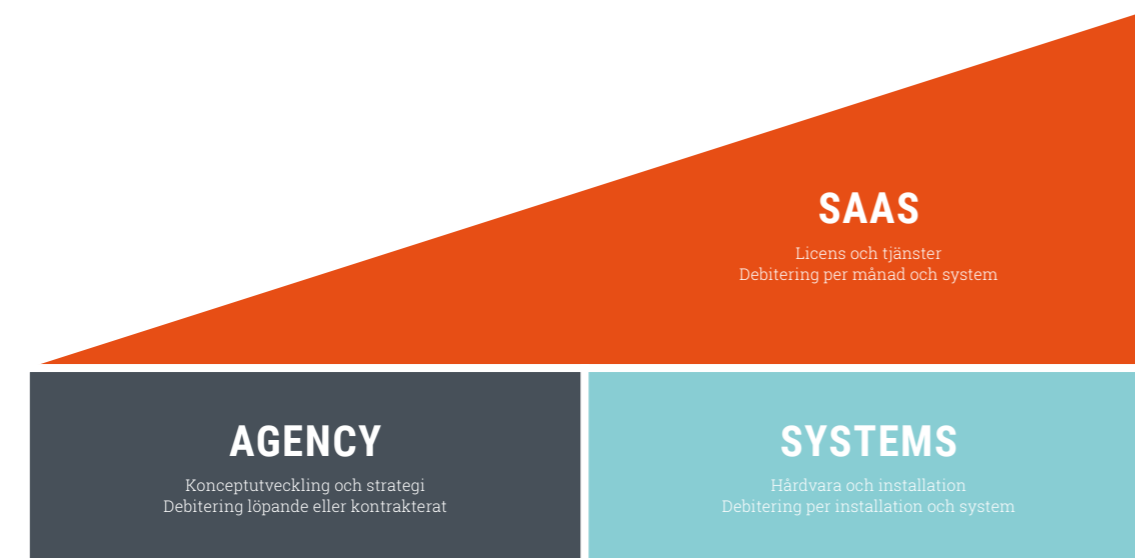 SAAS
Licens och tjänster
Debitering per månad och system
AGENCY
Konceptutveckling och strategi
Debitering löpande eller kontrakterat
SYSTEMS
Hårdvara och installation
Debitering per installation och system